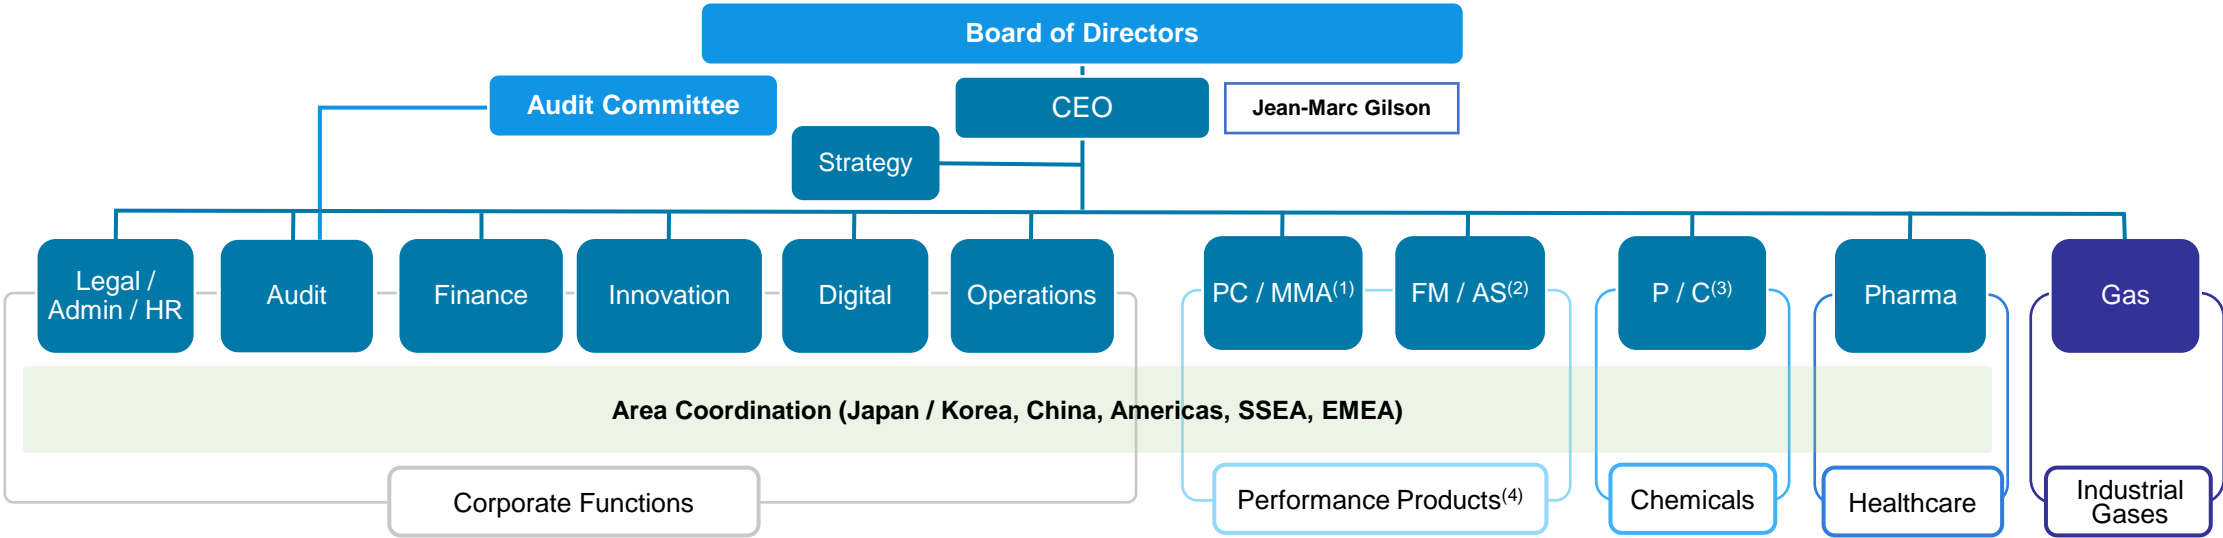 Board of Directors
Audit Committee
CEO
Jean-Marc Gilson
Strategy
Legal /
Admin / HR
Audit
Finance
Innovation
Digital
Operations
PC / MMA(1)
FM / AS(2)
P / C(3)
Pharma
Gas
Area Coordination (Japan / Korea, China, Americas, SSEA, EMEA)
Corporate Functions
Performance Products(4)
Chemicals
Healthcare
Industrial
Gases